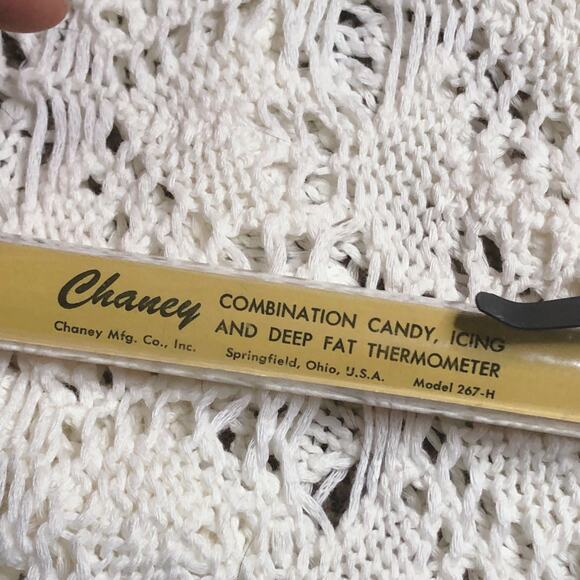 Chaney
COMBINATION CANDY, ICING
AND DEEP FAT THERMOMETER
Chaney Mfg. Co., Inc. Springfield, Ohio, U.S.A. Model 267-H